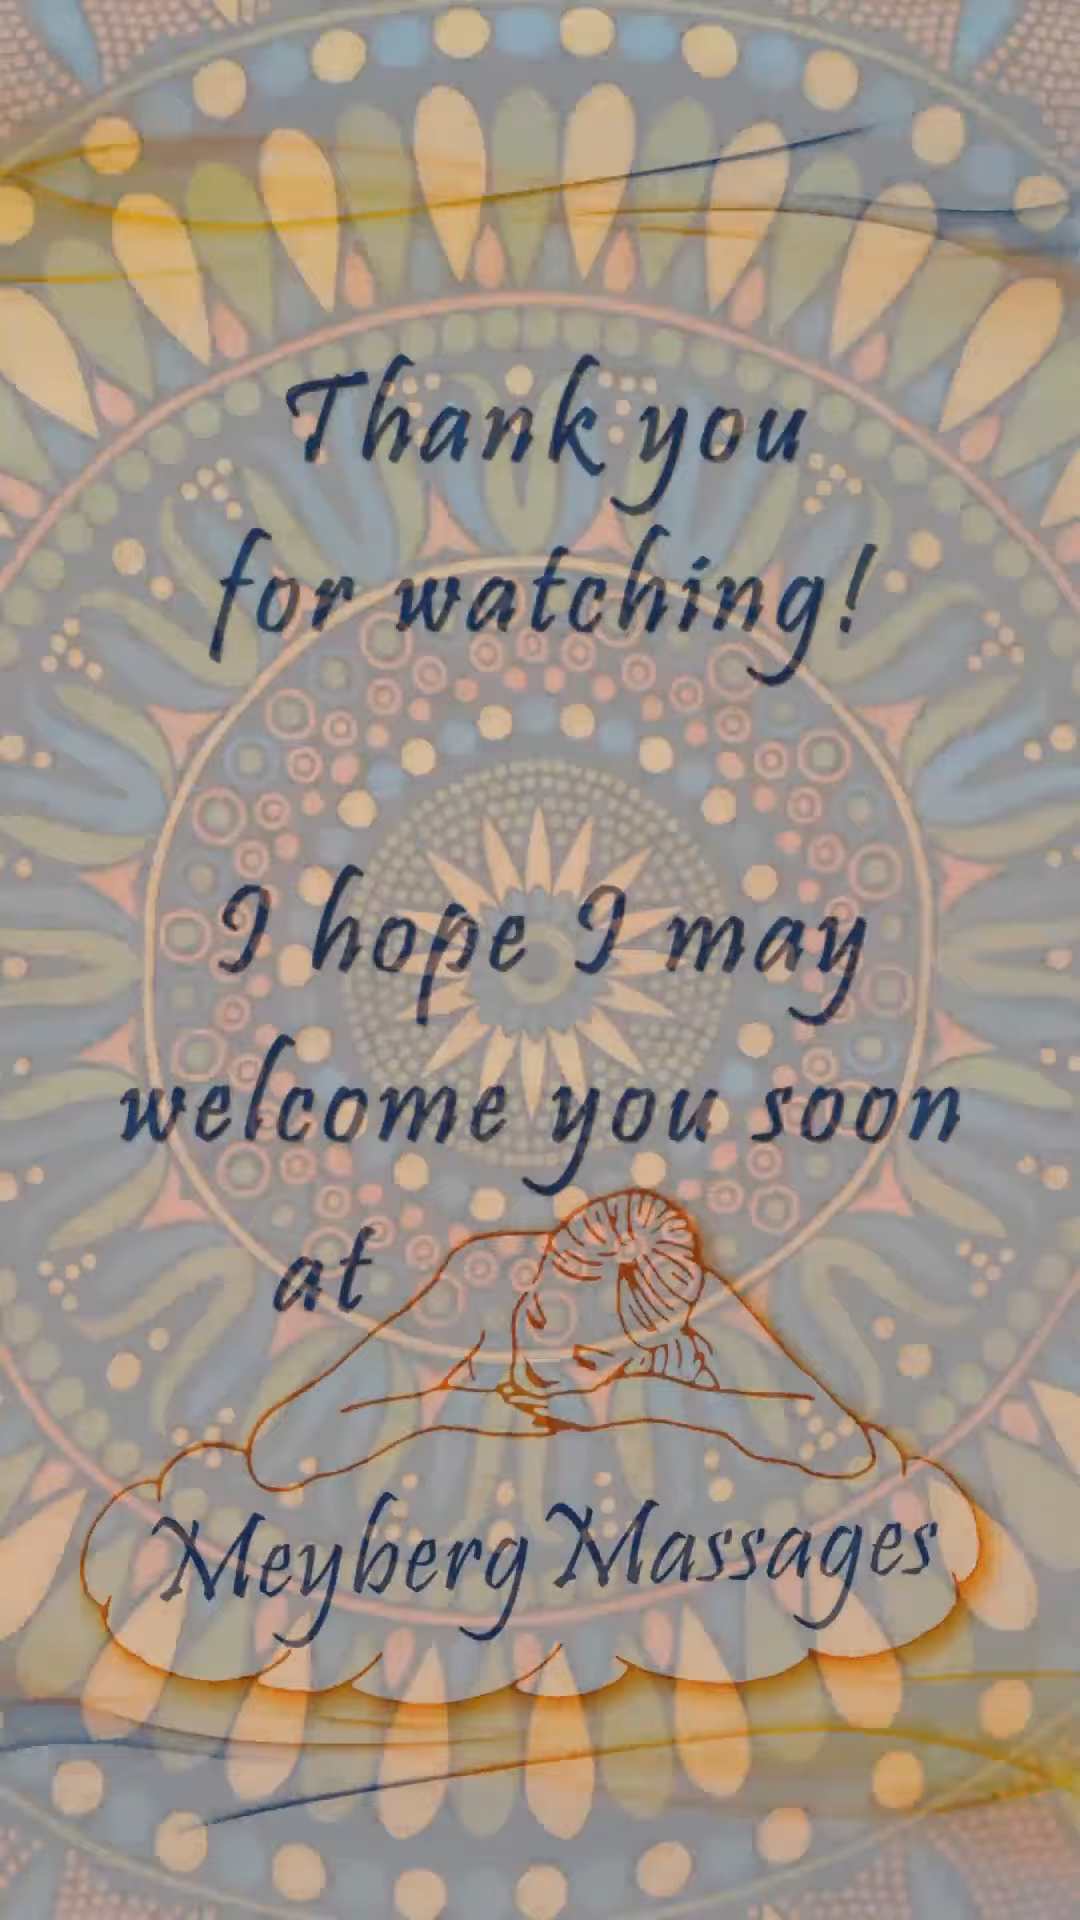 Thank you
for watching!
I hope I may
welcome you soon
at
Meyberg Massages